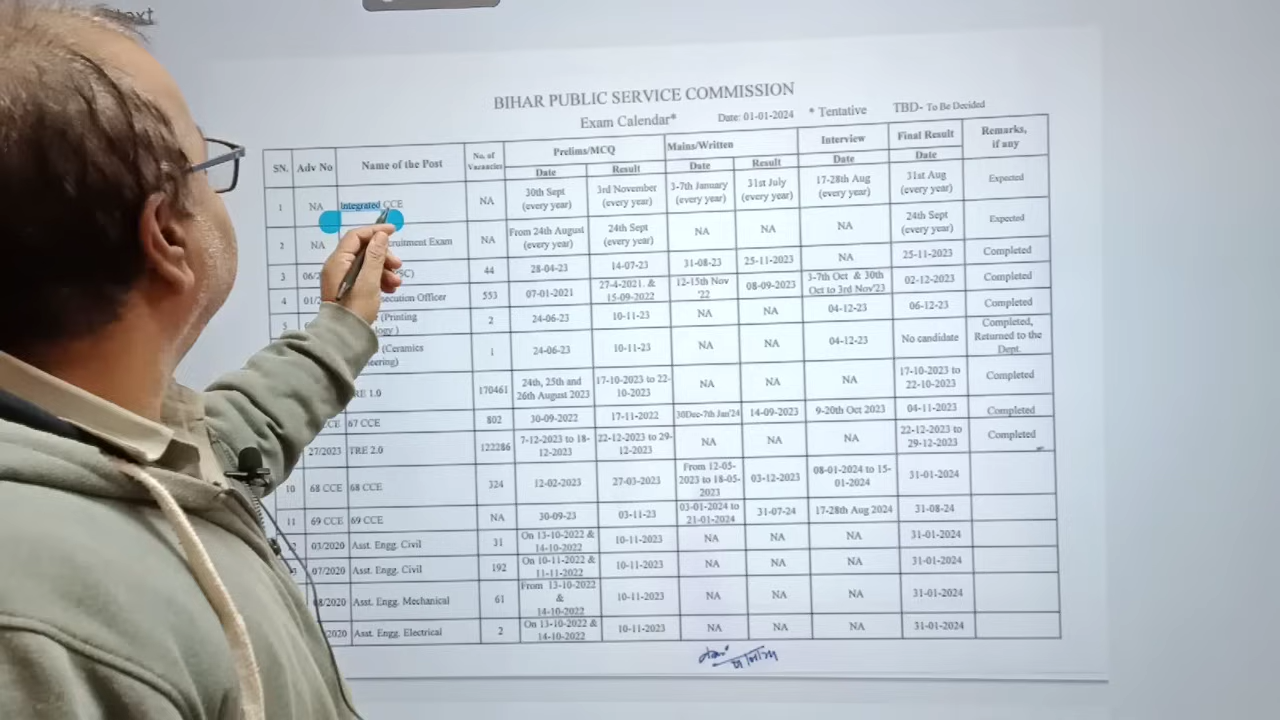 text
BIHAR PUBLIC SERVICE COMMISSION
Exam Calendar* Date: 01-01-2024 * Tentative TBD- To Be Decided
SN. Adv No Name of the Post No. of Vacancies Prelims/MCQ Mains/Written Interview Final Result Remarks, if any
Date Result Date Result Date Date
1 NA Integrated CCE NA 30th Sept (every year) 3rd November (every year) 3-7th January (every year) 31st July (every year) 17-28th Aug (every year) 31st Aug (every year) Expected
2 NA Exam NA From 24th August (every year) 24th Sept (every year) NA NA NA 24th Sept (every year) Expected
3 44 28-04-23 14-07-23 31-08-23 25-11-2023 NA 25-11-2023 Completed
4 Officer 553 07-01-2021 27-4-2021. & 15-09-2022 12-15th Nov '22 08-09-2023 3-7th Oct & 30th Oct to 3rd Nov'23 02-12-2023 Completed
5 (Printing 2 24-06-23 10-11-23 NA NA 04-12-23 06-12-23 Completed
(Ceramics 1 24-06-23 10-11-23 NA NA 04-12-23 No candidate Completed, Returned to the Dept.
1.0 170461 24th, 25th and 26th August 2023 17-10-2023 to 22-10-2023 NA NA NA 17-10-2023 to 22-10-2023 Completed
CCE 67 CCE 802 30-09-2022 17-11-2022 30Dec-7th Jan'24 14-09-2023 9-20th Oct 2023 04-11-2023 Completed
27/2023 TRE 2.0 122286 7-12-2023 to 18-12-2023 22-12-2023 to 29-12-2023 NA NA NA 22-12-2023 to 29-12-2023 Completed
10 68 CCE 68 CCE 324 12-02-2023 27-03-2023 From 12-05-2023 to 18-05-2023 03-12-2023 08-01-2024 to 15-01-2024 31-01-2024
11 69 CCE 69 CCE NA 30-09-23 03-11-23 03-01-2024 to 21-01-2024 31-07-24 17-28th Aug 2024 31-08-24
03/2020 Asst. Engg. Civil 31 On 13-10-2022 & 14-10-2022 10-11-2023 NA NA NA 31-01-2024
07/2020 Asst. Engg. Civil 192 On 10-11-2022 & 11-11-2022 10-11-2023 NA NA NA 31-01-2024
08/2020 Asst. Engg. Mechanical 61 From 13-10-2022 & 14-10-2022 10-11-2023 NA NA NA 31-01-2024
Asst. Engg. Electrical 2 On 13-10-2022 & 14-10-2022 10-11-2023 NA NA NA 31-01-2024